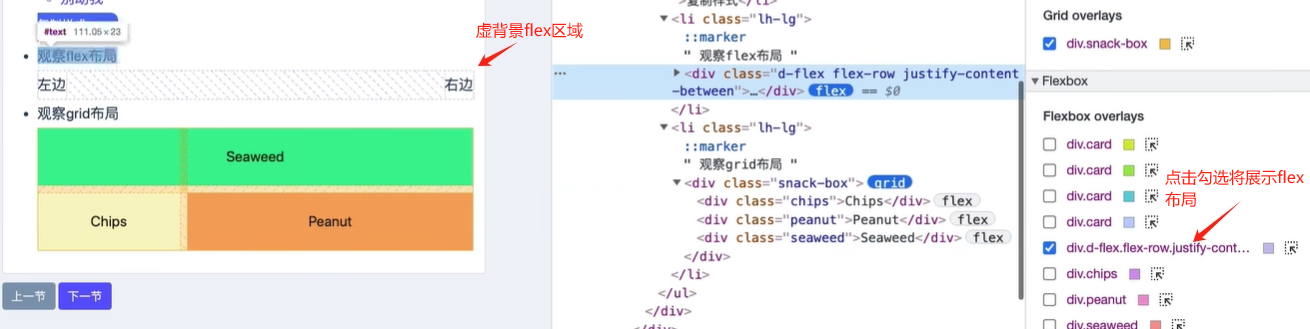 #text 111.05×23
观察flex布局
左边
右边
观察grid布局
Seaweed
Chips
Peanut
上一节
下一节
虚背景flex区域
▼<li class="lh-lg">
::marker
" 观察flex布局 "
▶<div class="d-flex flex-row justify-content
-between">…</div> flex == $0
</li>
▼<li class="lh-lg">
::marker
" 观察grid布局 "
▼<div class="snack-box"> grid
<div class="chips">Chips</div> flex
<div class="peanut">Peanut</div> flex
<div class="seaweed">Seaweed</div> flex
</div>
</li>
</ul>
</div>
Grid overlays
div.snack-box
▼ Flexbox
Flexbox overlays
div.card
div.card
div.card
div.card
div.d-flex.flex-row.justify-cont…
div.chips
div.peanut
div.seaweed
点击勾选将展示flex
布局